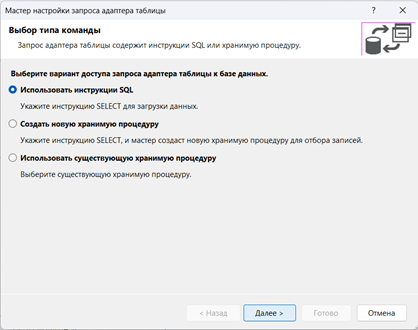 Мастер настройки запроса адаптера таблицы
?
Выбор типа команды
Запрос адаптера таблицы содержит инструкции SQL или хранимую процедуру.
Выберите вариант доступа запроса адаптера таблицы к базе данных.
Использовать инструкции SQL
Укажите инструкцию SELECT для загрузки данных.
Создать новую хранимую процедуру
Укажите инструкцию SELECT, и мастер создаст новую хранимую процедуру для отбора записей.
Использовать существующую хранимую процедуру
Выберите существующую хранимую процедуру.
< Назад
Далее >
Готово
Отмена